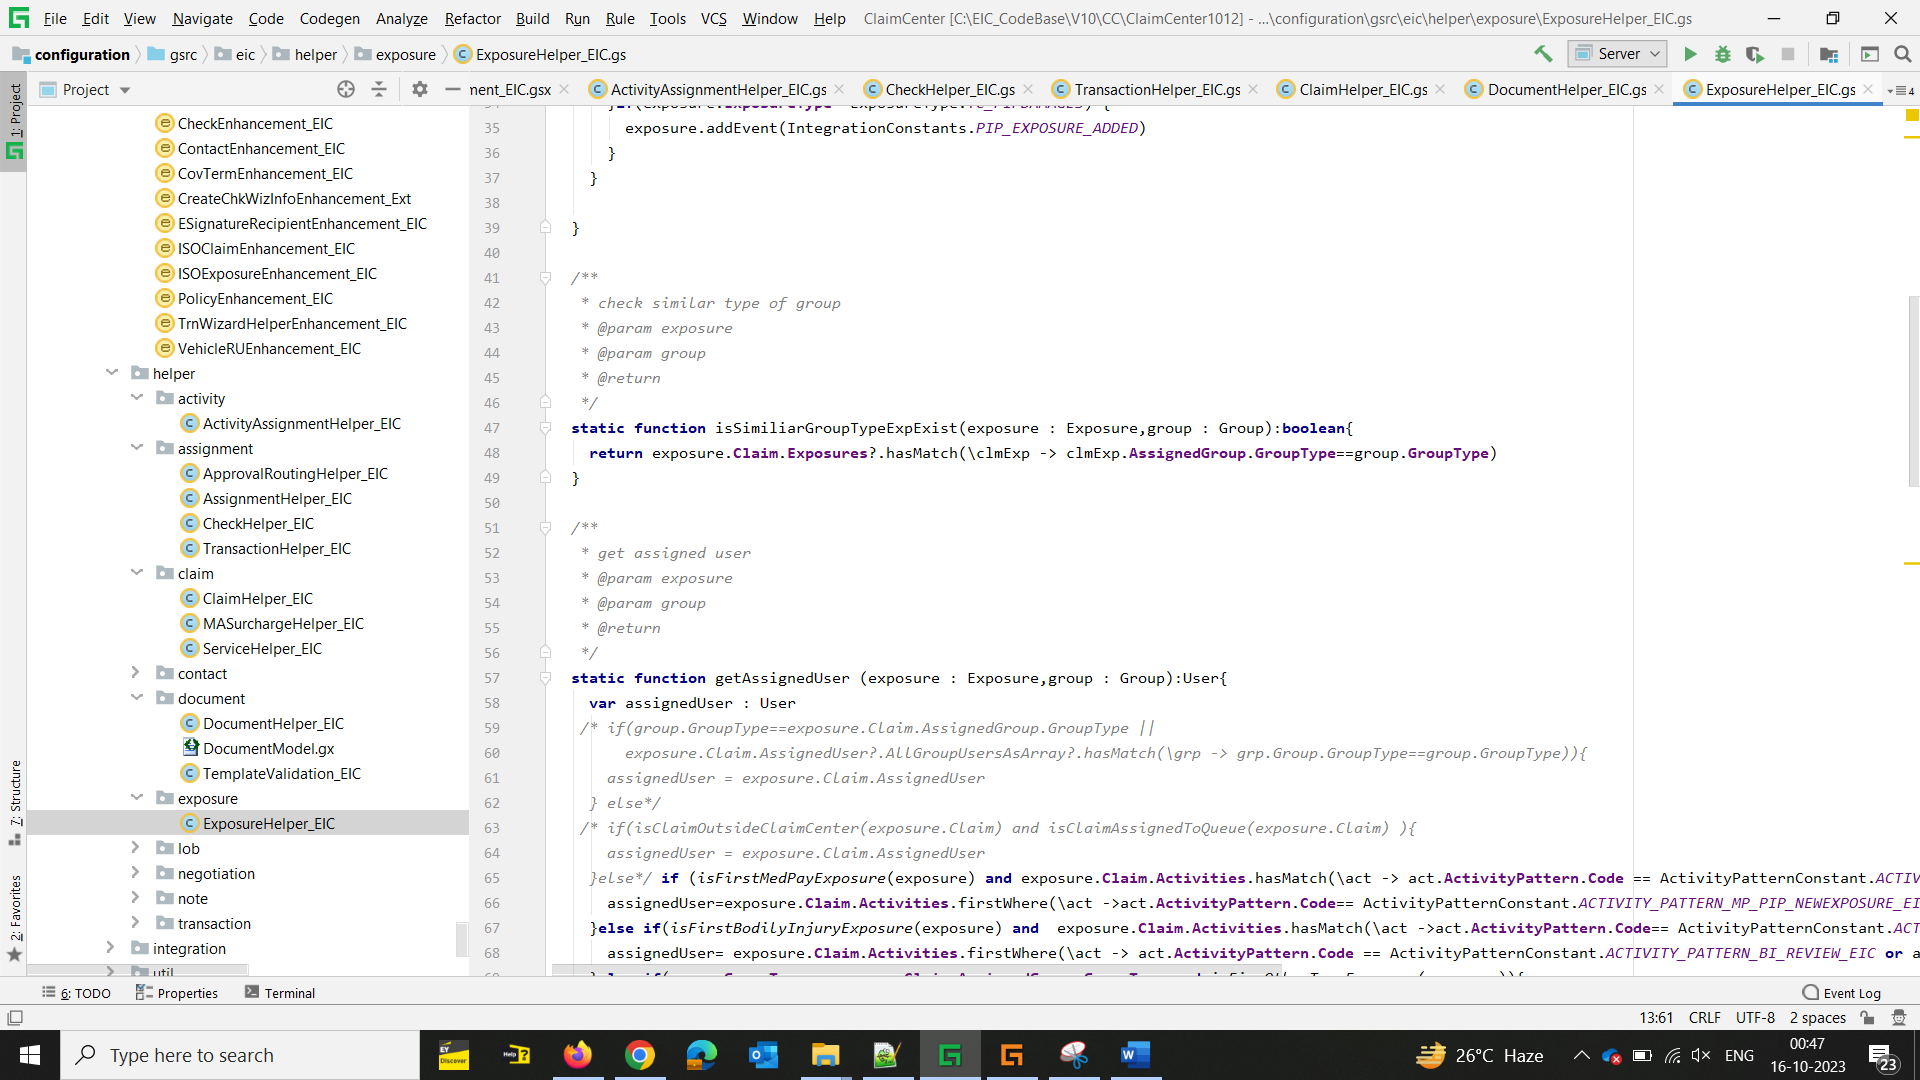 File Edit View Navigate Code Codegen Analyze Refactor Build Run Rule Tools VCS Window Help ClaimCenter [C:\EIC_CodeBase\V10\CC\ClaimCenter1012] - ...\configuration\gsrc\eic\helper\exposure\ExposureHelper_EIC.gs
configuration gsrc eic helper exposure ExposureHelper_EIC.gs
Server
Project
ment_EIC.gsx ActivityAssignmentHelper_EIC.gs CheckHelper_EIC.gs TransactionHelper_EIC.gs ClaimHelper_EIC.gs DocumentHelper_EIC.gs ExposureHelper_EIC.gs 4
1: Project
7: Structure
2: Favorites
CheckEnhancement_EIC
ContactEnhancement_EIC
CovTermEnhancement_EIC
CreateChkWizInfoEnhancement_Ext
ESignatureRecipientEnhancement_EIC
ISOClaimEnhancement_EIC
ISOExposureEnhancement_EIC
PolicyEnhancement_EIC
TrnWizardHelperEnhancement_EIC
VehicleRUEnhancement_EIC
helper
activity
ActivityAssignmentHelper_EIC
assignment
ApprovalRoutingHelper_EIC
AssignmentHelper_EIC
CheckHelper_EIC
TransactionHelper_EIC
claim
ClaimHelper_EIC
MASurchargeHelper_EIC
ServiceHelper_EIC
contact
document
DocumentHelper_EIC
DocumentModel.gx
TemplateValidation_EIC
exposure
ExposureHelper_EIC
lob
negotiation
note
transaction
integration
util
35 exposure.addEvent(IntegrationConstants.PIP_EXPOSURE_ADDED)
36 }
37 }
38
39 }
40
41 /**
42 * check similar type of group
43 * @param exposure
44 * @param group
45 * @return
46 */
47 static function isSimiliarGroupTypeExpExist(exposure : Exposure,group : Group):boolean{
48 return exposure.Claim.Exposures?.hasMatch(\clmExp -> clmExp.AssignedGroup.GroupType==group.GroupType)
49 }
50
51 /**
52 * get assigned user
53 * @param exposure
54 * @param group
55 * @return
56 */
57 static function getAssignedUser (exposure : Exposure,group : Group):User{
58 var assignedUser : User
59 /* if(group.GroupType==exposure.Claim.AssignedGroup.GroupType ||
60 exposure.Claim.AssignedUser?.AllGroupUsersAsArray?.hasMatch(\grp -> grp.Group.GroupType==group.GroupType)){
61 assignedUser = exposure.Claim.AssignedUser
62 } else*/
63 /* if(isClaimOutsideClaimCenter(exposure.Claim) and isClaimAssignedToQueue(exposure.Claim) ){
64 assignedUser = exposure.Claim.AssignedUser
65 }else*/ if (isFirstMedPayExposure(exposure) and exposure.Claim.Activities.hasMatch(\act -> act.ActivityPattern.Code == ActivityPatternConstant.ACTIV
66 assignedUser=exposure.Claim.Activities.firstWhere(\act ->act.ActivityPattern.Code== ActivityPatternConstant.ACTIVITY_PATTERN_MP_PIP_NEWEXPOSURE_EI
67 }else if(isFirstBodilyInjuryExposure(exposure) and exposure.Claim.Activities.hasMatch(\act ->act.ActivityPattern.Code== ActivityPatternConstant.ACT
68 assignedUser= exposure.Claim.Activities.firstWhere(\act -> act.ActivityPattern.Code == ActivityPatternConstant.ACTIVITY_PATTERN_BI_REVIEW_EIC or a
6: TODO Properties Terminal Event Log
13:61 CRLF UTF-8 2 spaces
Type here to search
EY Discover
Help ?
26°C Haze
ENG
00:47
16-10-2023
23